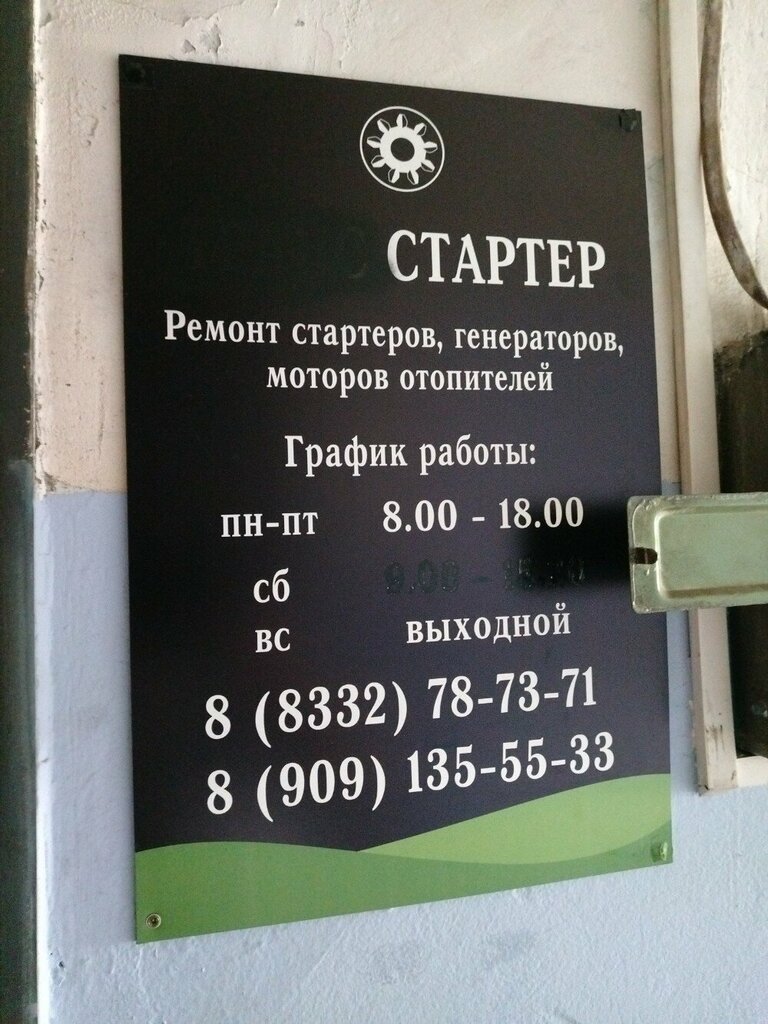 СТАРТЕР
Ремонт стартеров, генераторов,
моторов отопителей
График работы:
пн-пт 8.00 - 18.00
сб
вс выходной
8 (8332) 78-73-71
8 (909) 135-55-33